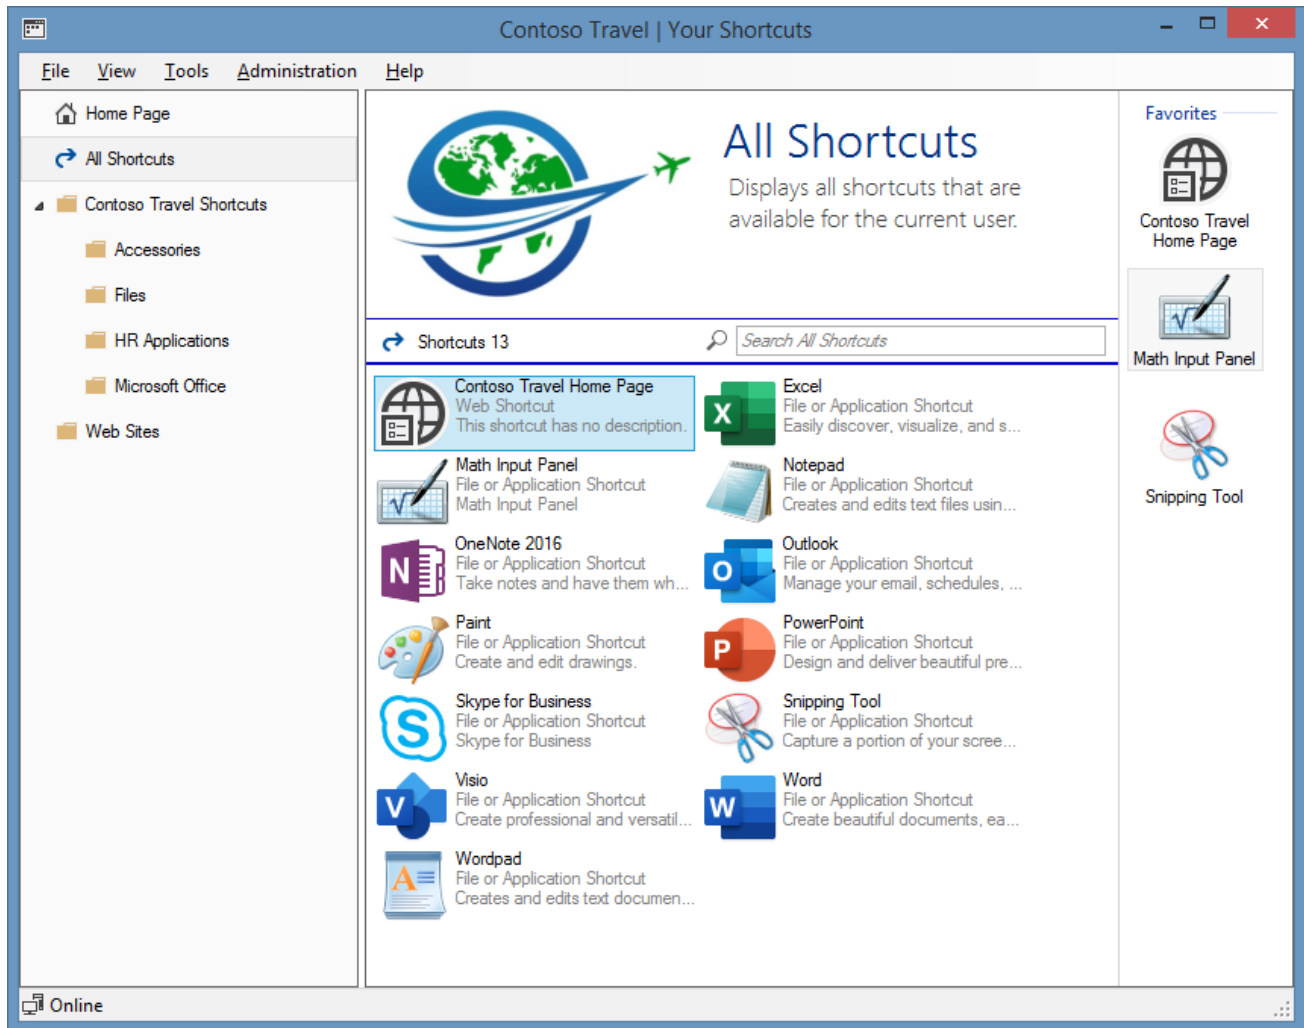 Contoso Travel | Your Shortcuts
File View Tools Administration Help
Home Page
All Shortcuts
Contoso Travel Shortcuts
Accessories
Files
HR Applications
Microsoft Office
Web Sites
All Shortcuts
Displays all shortcuts that are
available for the current user.
Shortcuts 13
Search All Shortcuts
Contoso Travel Home Page
Web Shortcut
This shortcut has no description.
Excel
File or Application Shortcut
Easily discover, visualize, and s...
Math Input Panel
File or Application Shortcut
Math Input Panel
Notepad
File or Application Shortcut
Creates and edits text files usin...
OneNote 2016
File or Application Shortcut
Take notes and have them wh...
Outlook
File or Application Shortcut
Manage your email, schedules, ...
Paint
File or Application Shortcut
Create and edit drawings.
PowerPoint
File or Application Shortcut
Design and deliver beautiful pre...
Skype for Business
File or Application Shortcut
Skype for Business
Snipping Tool
File or Application Shortcut
Capture a portion of your scree...
Visio
File or Application Shortcut
Create professional and versatil...
Word
File or Application Shortcut
Create beautiful documents, ea...
Wordpad
File or Application Shortcut
Creates and edits text documen...
Favorites
Contoso Travel
Home Page
Math Input Panel
Snipping Tool
Online